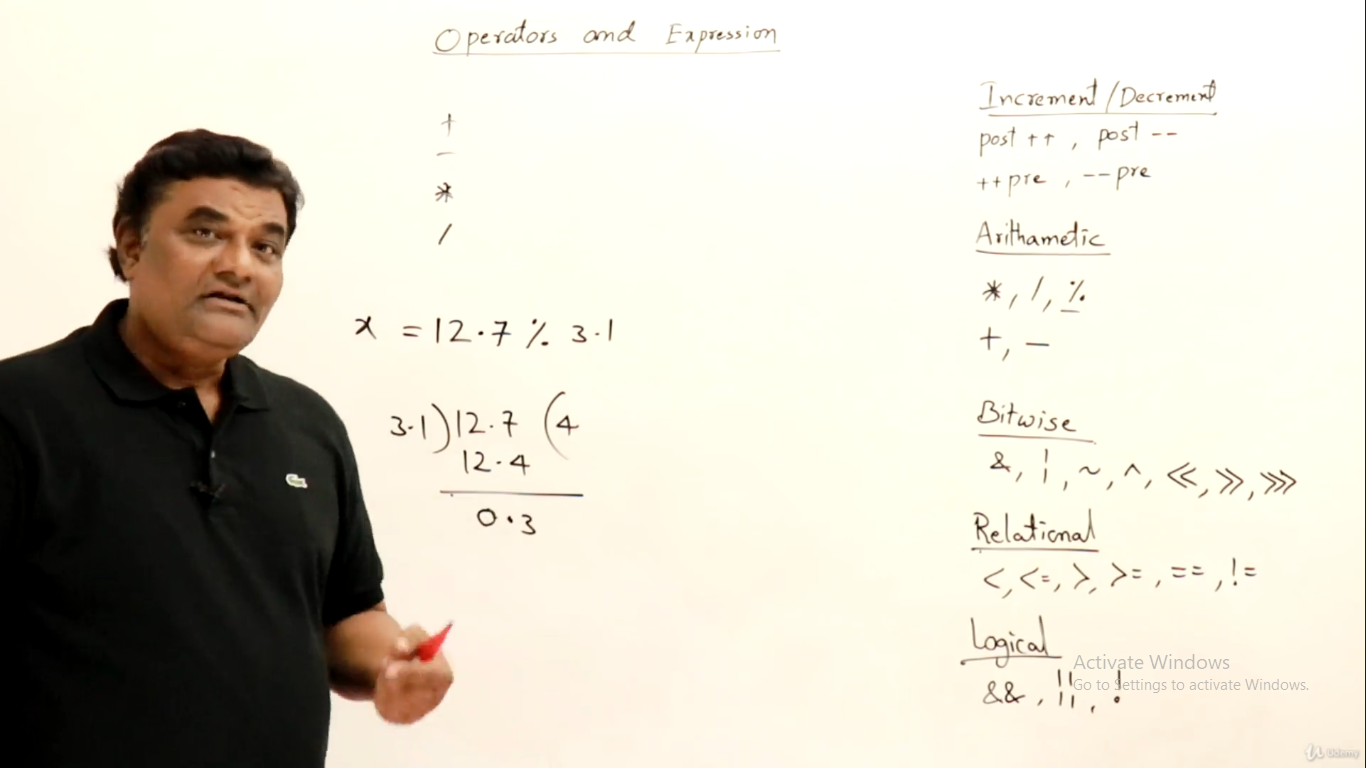 Operators and Expression
+
-
*
/
x = 12.7 % 3.1
3.1) 12.7 (4
12.4
0.3
Increment/Decrement
post ++ , post --
++pre , --pre
Arithametic
*, /, %
+, -
Bitwise
&, |, ~, ^, <<, >>, >>>
Relational
<, <=, >, >=, ==, !=
Logical
&&, ||, !
Activate Windows
Go to Settings to activate Windows.
Udemy